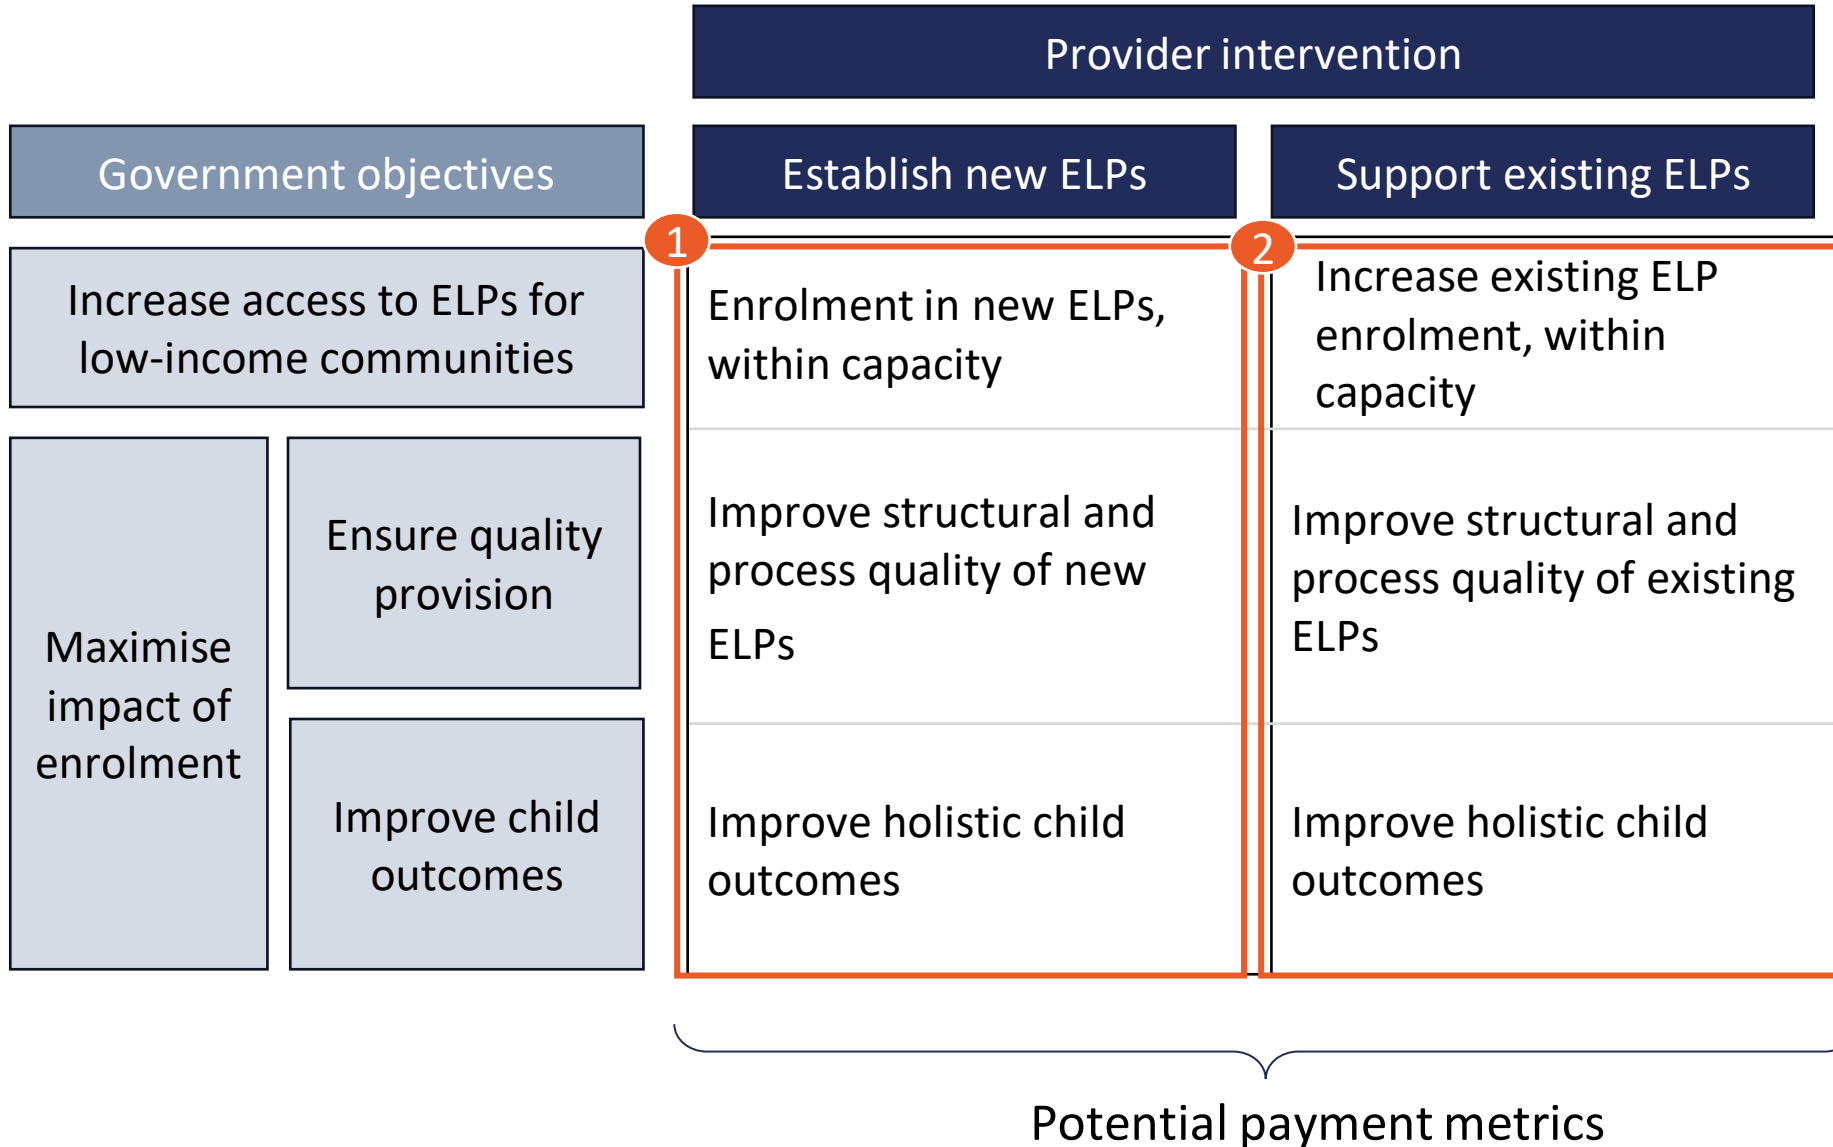 Provider intervention
Government objectives
Establish new ELPs
Support existing ELPs
1
2
Increase access to ELPs for
low-income communities
Enrolment in new ELPs,
within capacity
Increase existing ELP
enrolment, within
capacity
Maximise
impact of
enrolment
Ensure quality
provision
Improve structural and
process quality of new
ELPs
Improve structural and
process quality of existing
ELPs
Improve child
outcomes
Improve holistic child
outcomes
Improve holistic child
outcomes
Potential payment metrics